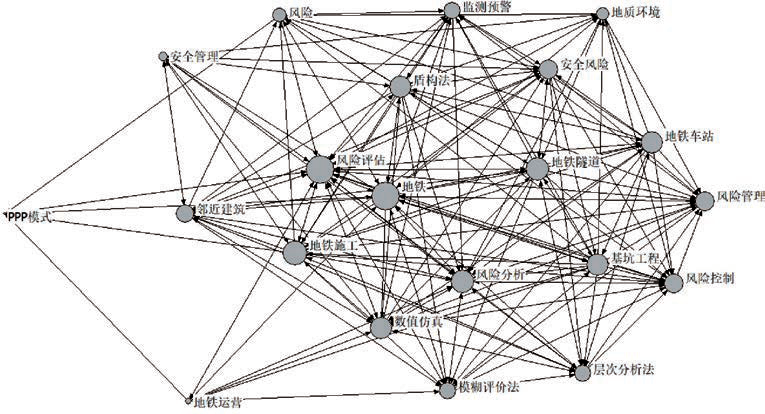 风险
监测预警
地质环境
安全管理
安全风险
盾构法
地铁车站
风险评估
地铁隧道
地铁
风险管理
PPP模式
邻近建筑
地铁施工
基坑工程
风险分析
风险控制
数值仿真
层次分析法
模糊评价法
地铁运营